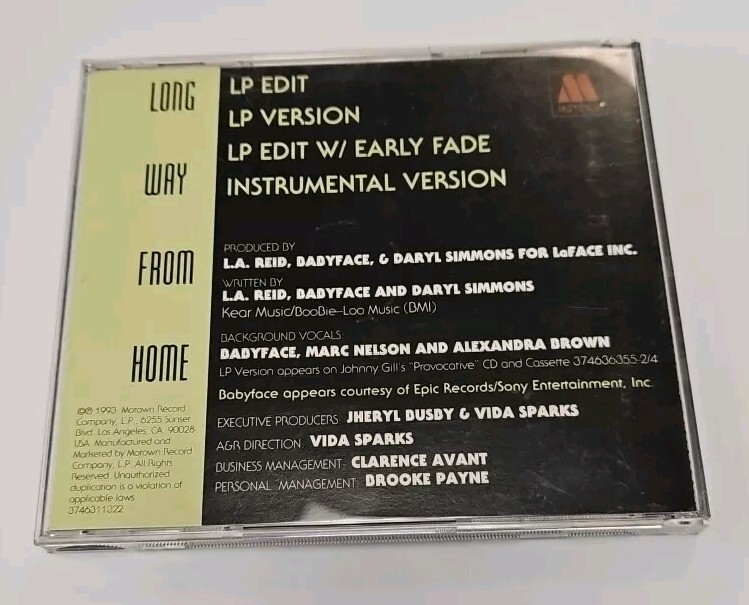 LONG
WAY
FROM
HOME
LP EDIT
LP VERSION
LP EDIT W/ EARLY FADE
INSTRUMENTAL VERSION
PRODUCED BY
L.A. REID, BABYFACE, & DARYL SIMMONS FOR LaFACE INC.
WRITTEN BY
L.A. REID, BABYFACE AND DARYL SIMMONS
Kear Music/BooBie-Loo Music (BMI)
BACKGROUND VOCALS:
BABYFACE, MARC NELSON AND ALEXANDRA BROWN
LP Version appears on Johnny Gill's "Provocative" CD and Cassette 374636355-2/4
Babyface appears courtesy of Epic Records/Sony Entertainment, Inc.
EXECUTIVE PRODUCERS: JHERYL BUSBY & VIDA SPARKS
A&R DIRECTION: VIDA SPARKS
BUSINESS MANAGEMENT: CLARENCE AVANT
PERSONAL MANAGEMENT: BROOKE PAYNE
©℗ 1993 Motown Record
Company, L.P., 6255 Sunset
Blvd. Los Angeles, CA. 90028
USA. Manufactured and
Marketed by Motown Record
Company, L.P. All Rights
Reserved. Unauthorized
duplication is a violation of
applicable laws.
3746311322